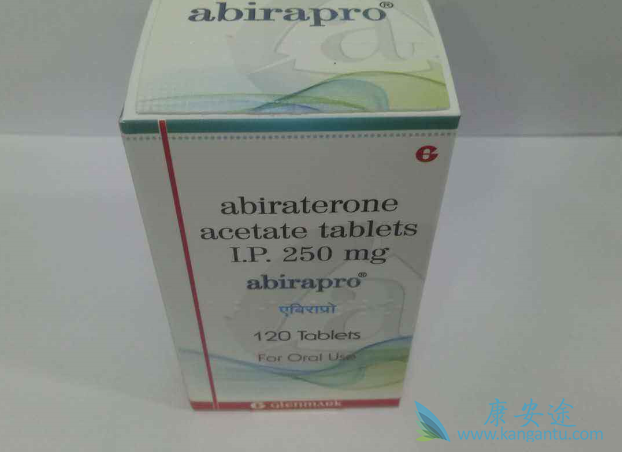 abirapro®
abiraterone
acetate tablets
I.P. 250 mg
abirapro®
एबिराप्रो
120 Tablets
For Oral Use
G Glenmark
康安途
www.kangantu.com